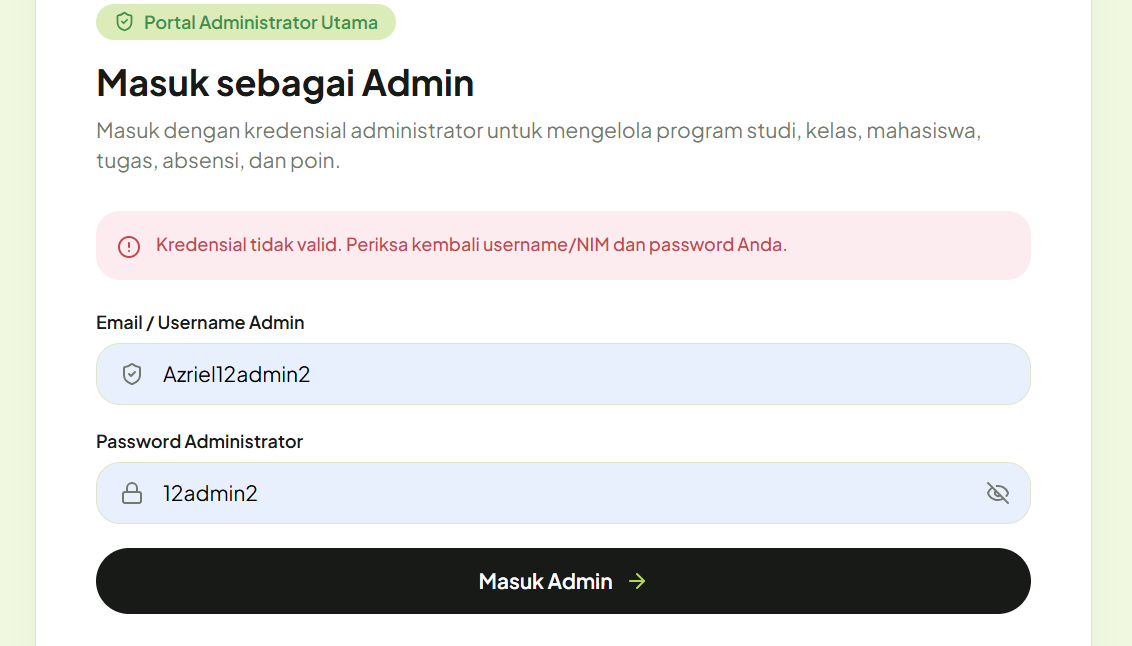 Portal Administrator Utama
Masuk sebagai Admin
Masuk dengan kredensial administrator untuk mengelola program studi, kelas, mahasiswa,
tugas, absensi, dan poin.
Kredensial tidak valid. Periksa kembali username/NIM dan password Anda.
Email / Username Admin
Azriel12admin2
Password Administrator
12admin2
Masuk Admin →